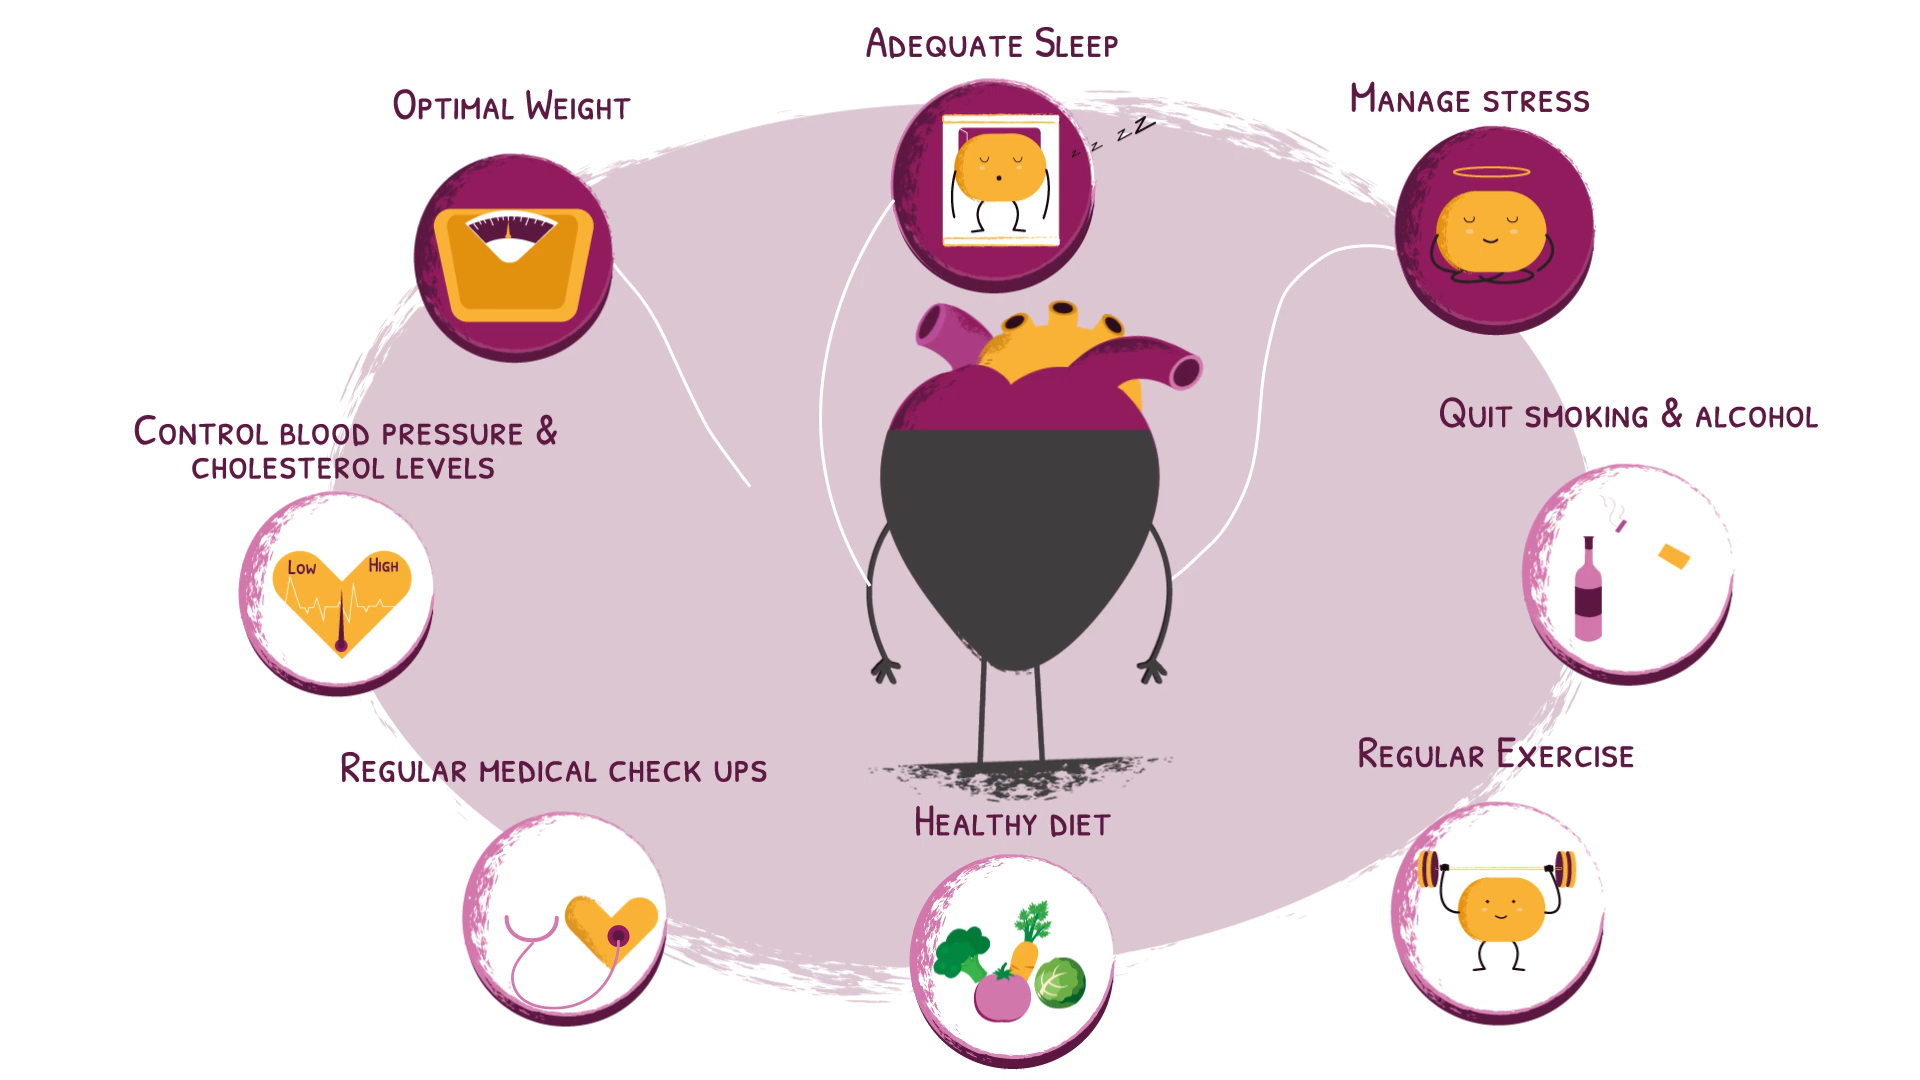 Adequate Sleep
Optimal Weight
Manage stress
Control blood pressure &
cholesterol levels
Quit smoking & alcohol
Low
High
Regular medical check ups
Regular Exercise
Healthy diet
z z z Z